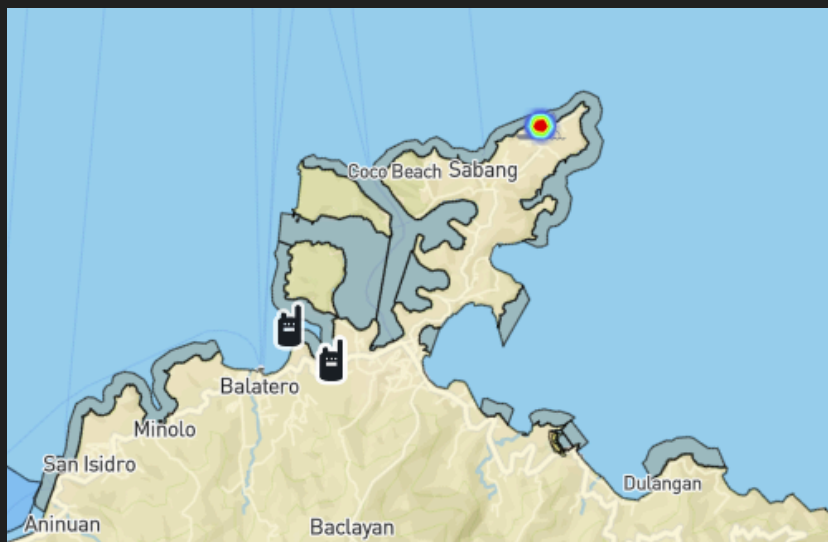 Coco Beach
Sabang
Balatero
Minolo
San Isidro
Dulangan
Aninuan
Baclayan